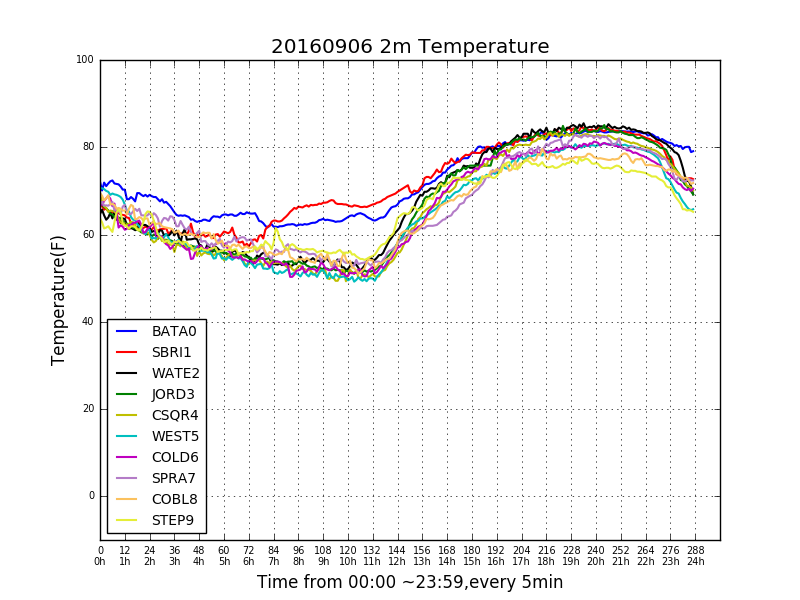 20160906 2m Temperature
100
80
60
40
20
0
Temperature(F)
BATA0
SBRI1
WATE2
JORD3
CSQR4
WEST5
COLD6
SPRA7
COBL8
STEP9
0 12 24 36 48 60 72 84 96 108 120 132 144 156 168 180 192 204 216 228 240 252 264 276 288
0h 1h 2h 3h 4h 5h 6h 7h 8h 9h 10h 11h 12h 13h 14h 15h 16h 17h 18h 19h 20h 21h 22h 23h 24h
Time from 00:00 ~23:59,every 5min